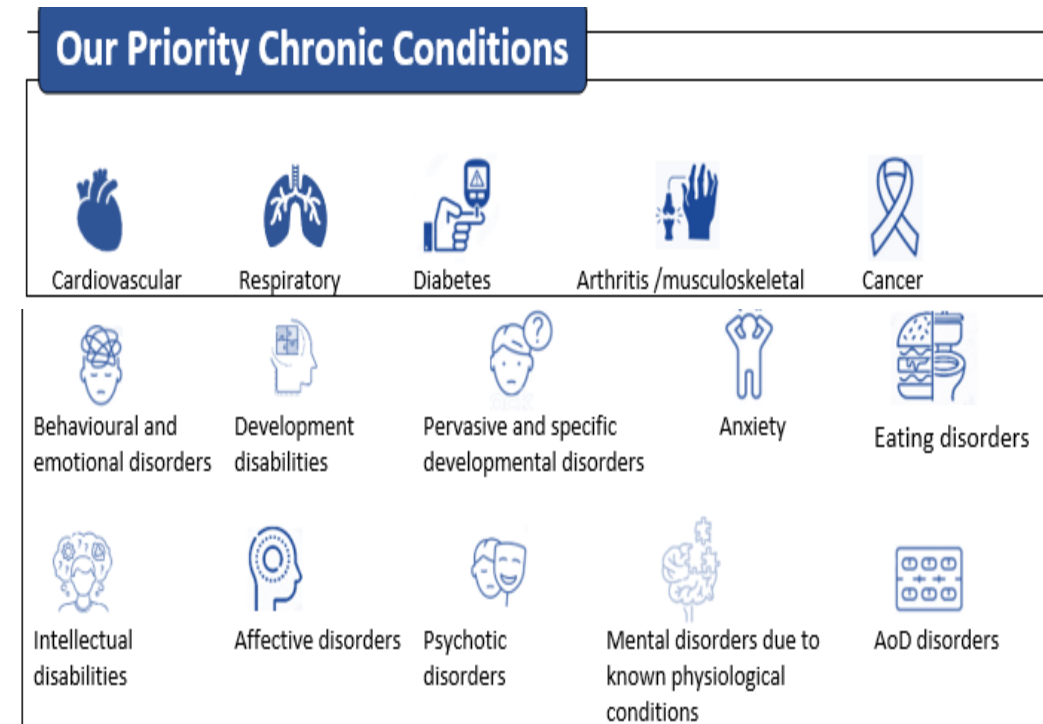 Our Priority Chronic Conditions
Cardiovascular
Respiratory
Diabetes
Arthritis /musculoskeletal
Cancer
Behavioural and
emotional disorders
Development
disabilities
Pervasive and specific
developmental disorders
Anxiety
Eating disorders
Intellectual
disabilities
Affective disorders
Psychotic
disorders
Mental disorders due to
known physiological
conditions
AoD disorders